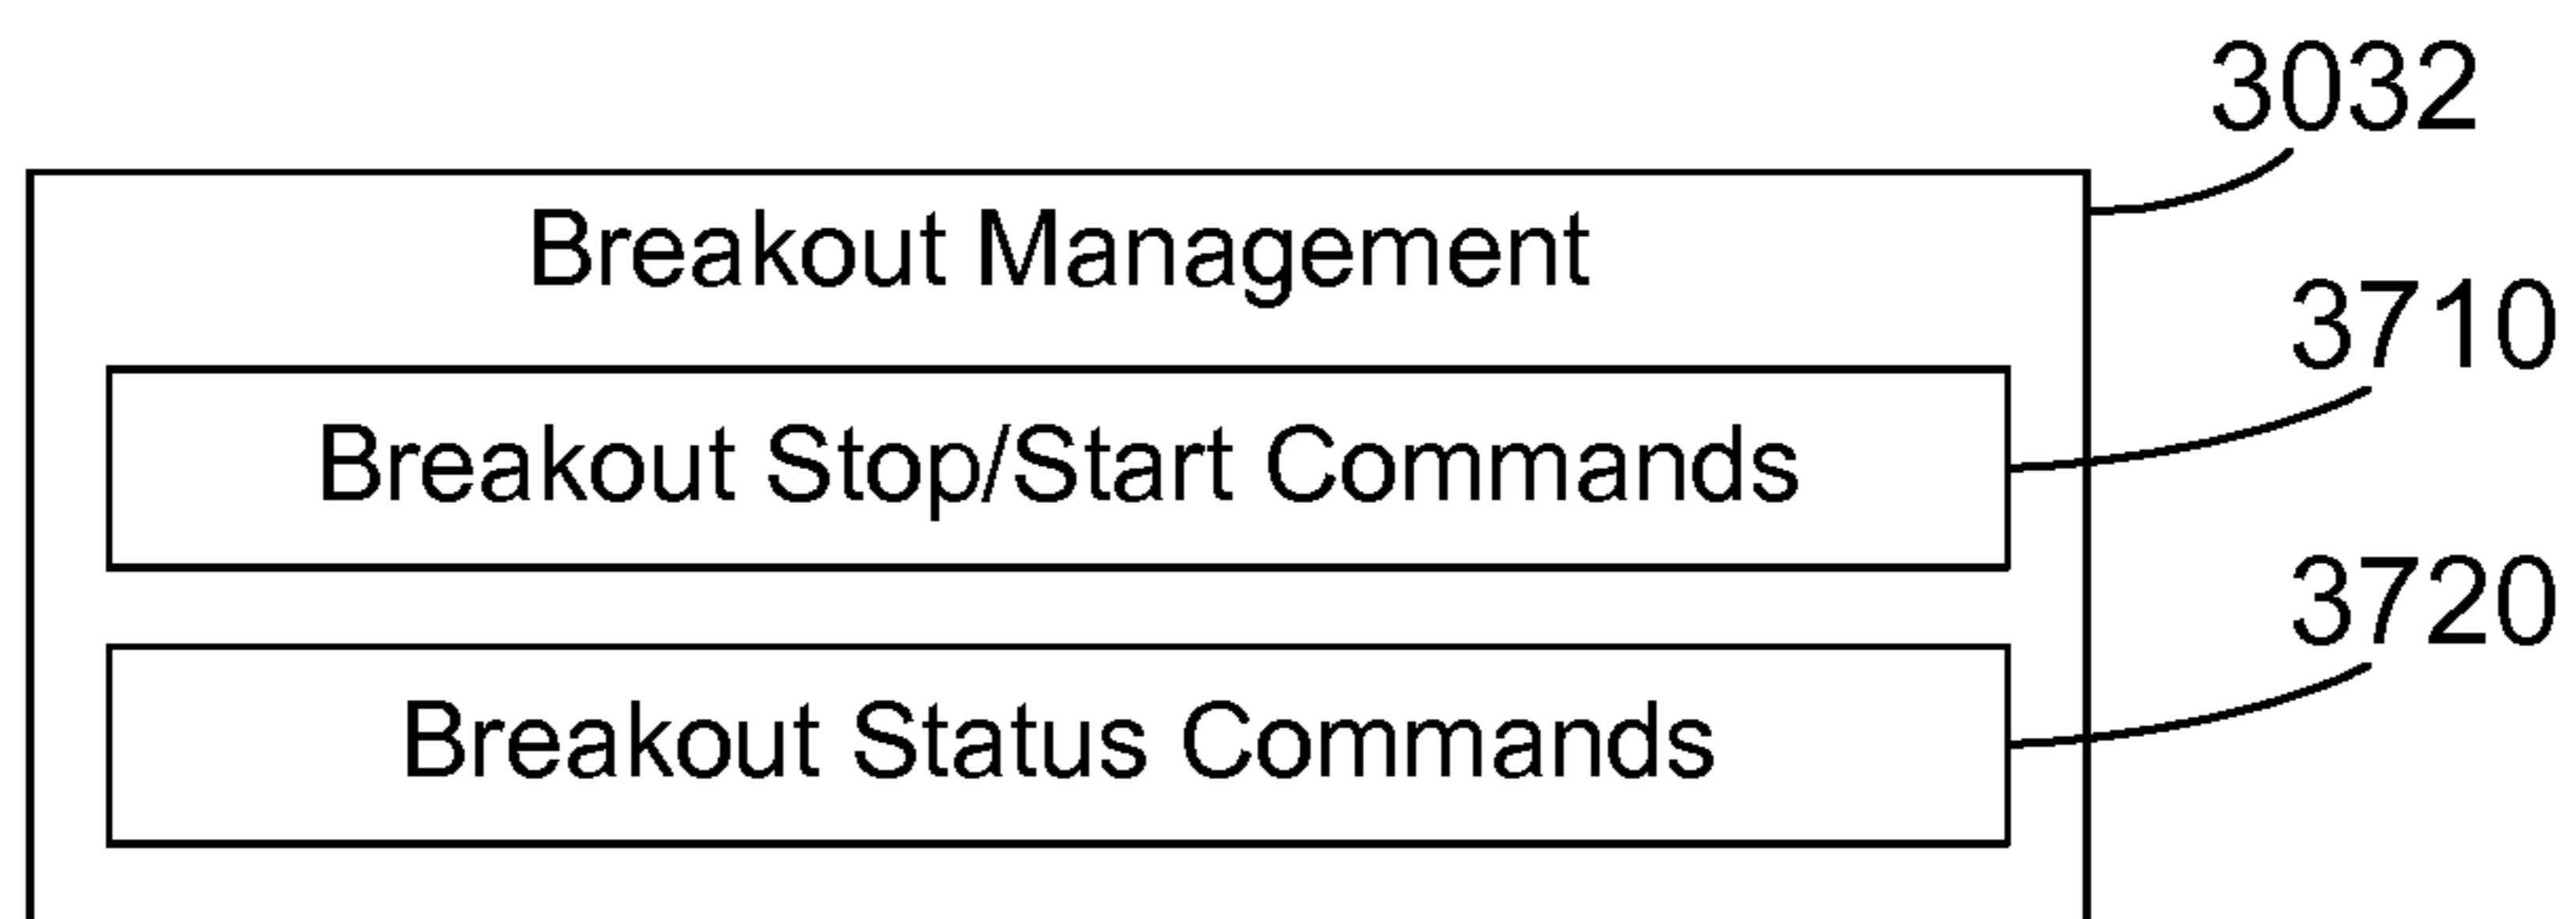 3032
Breakout Management
3710
Breakout Stop/Start Commands
3720
Breakout Status Commands